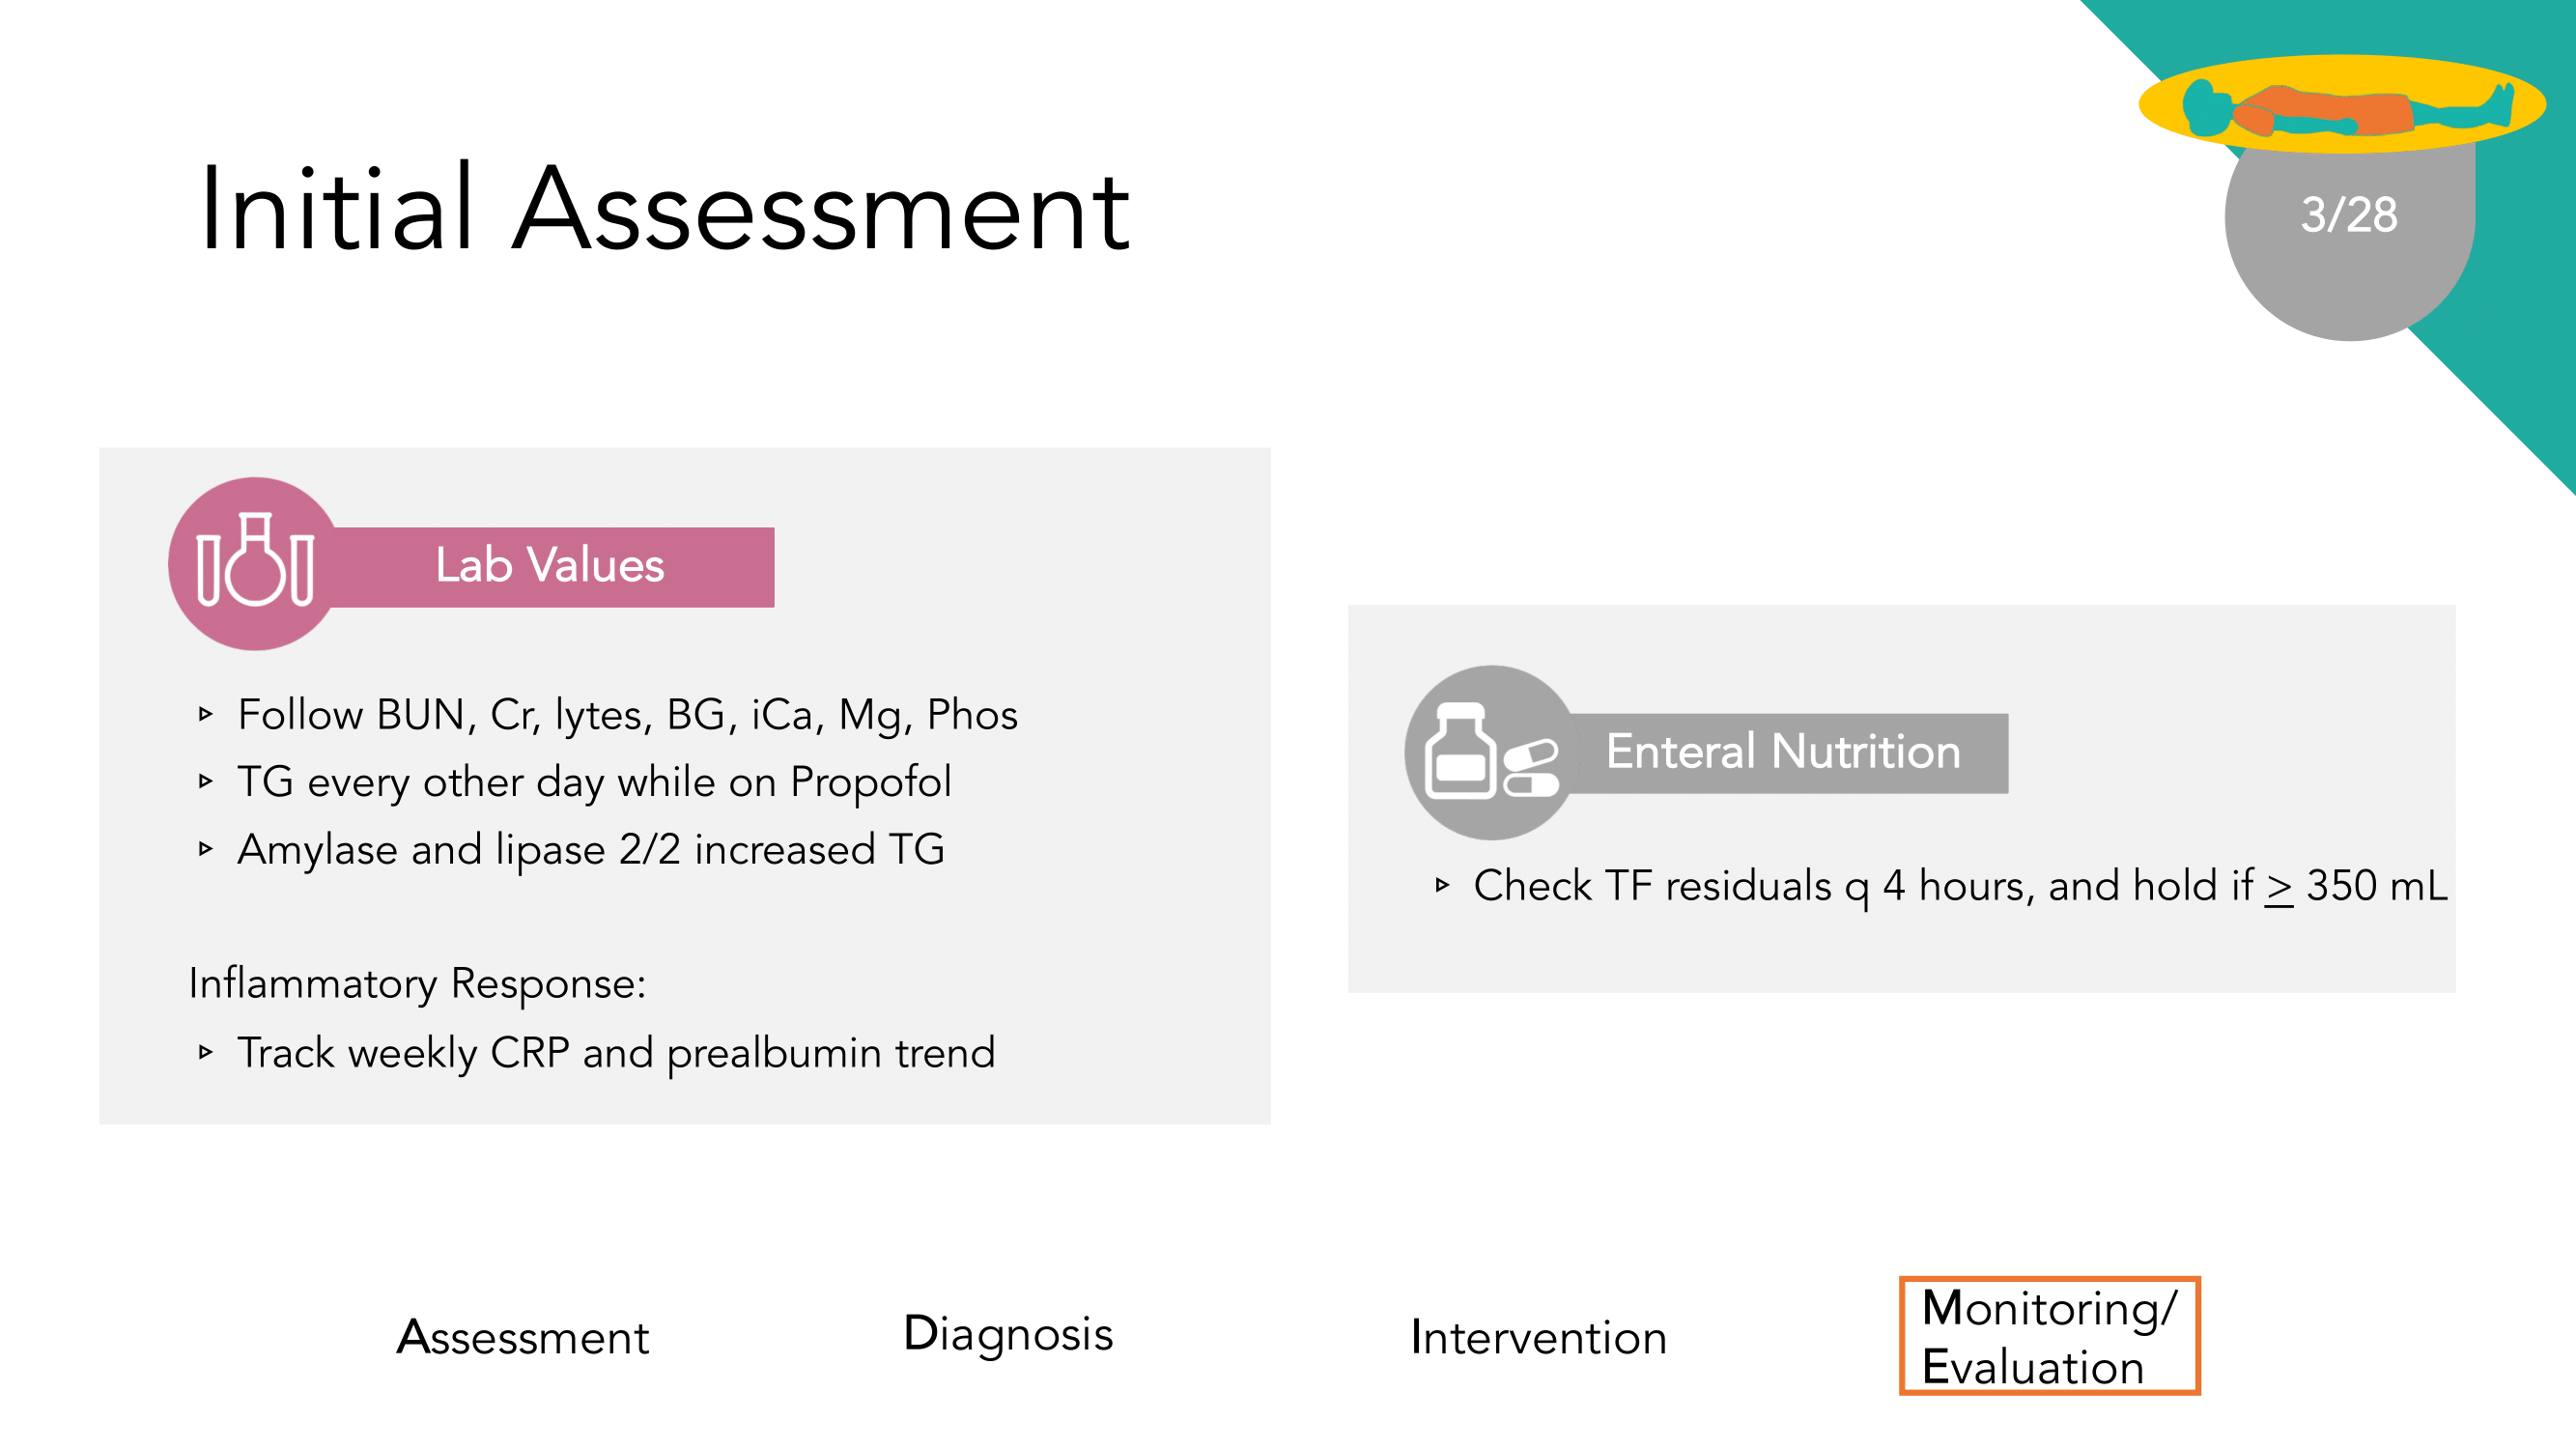 Initial Assessment
3/28
Lab Values
▹ Follow BUN, Cr, lytes, BG, iCa, Mg, Phos
▹ TG every other day while on Propofol
▹ Amylase and lipase 2/2 increased TG
Inflammatory Response:
▹ Track weekly CRP and prealbumin trend
Enteral Nutrition
▹ Check TF residuals q 4 hours, and hold if ≥ 350 mL
Assessment
Diagnosis
Intervention
Monitoring/
Evaluation